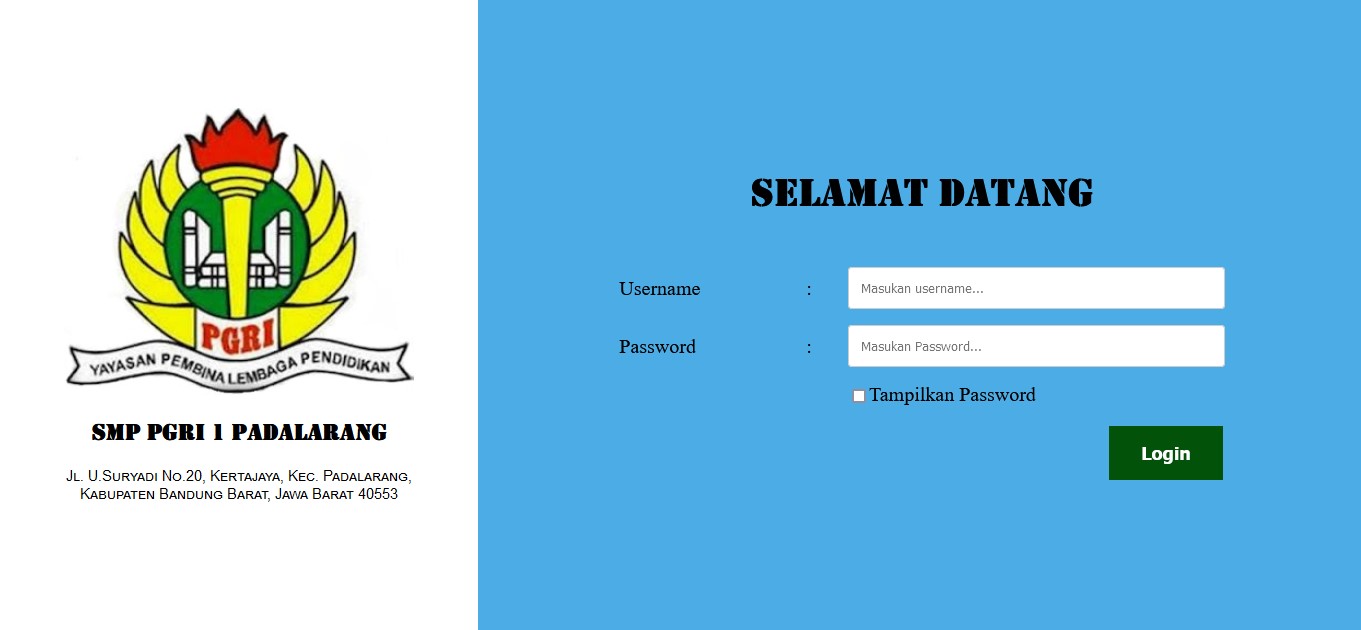 PGRI
YAYASAN PEMBINA LEMBAGA PENDIDIKAN
SMP PGRI 1 PADALARANG
Jl. U.Suryadi No.20, Kertajaya, Kec. Padalarang,
Kabupaten Bandung Barat, Jawa Barat 40553
SELAMAT DATANG
Username : Masukan username...
Password : Masukan Password...
Tampilkan Password
Login